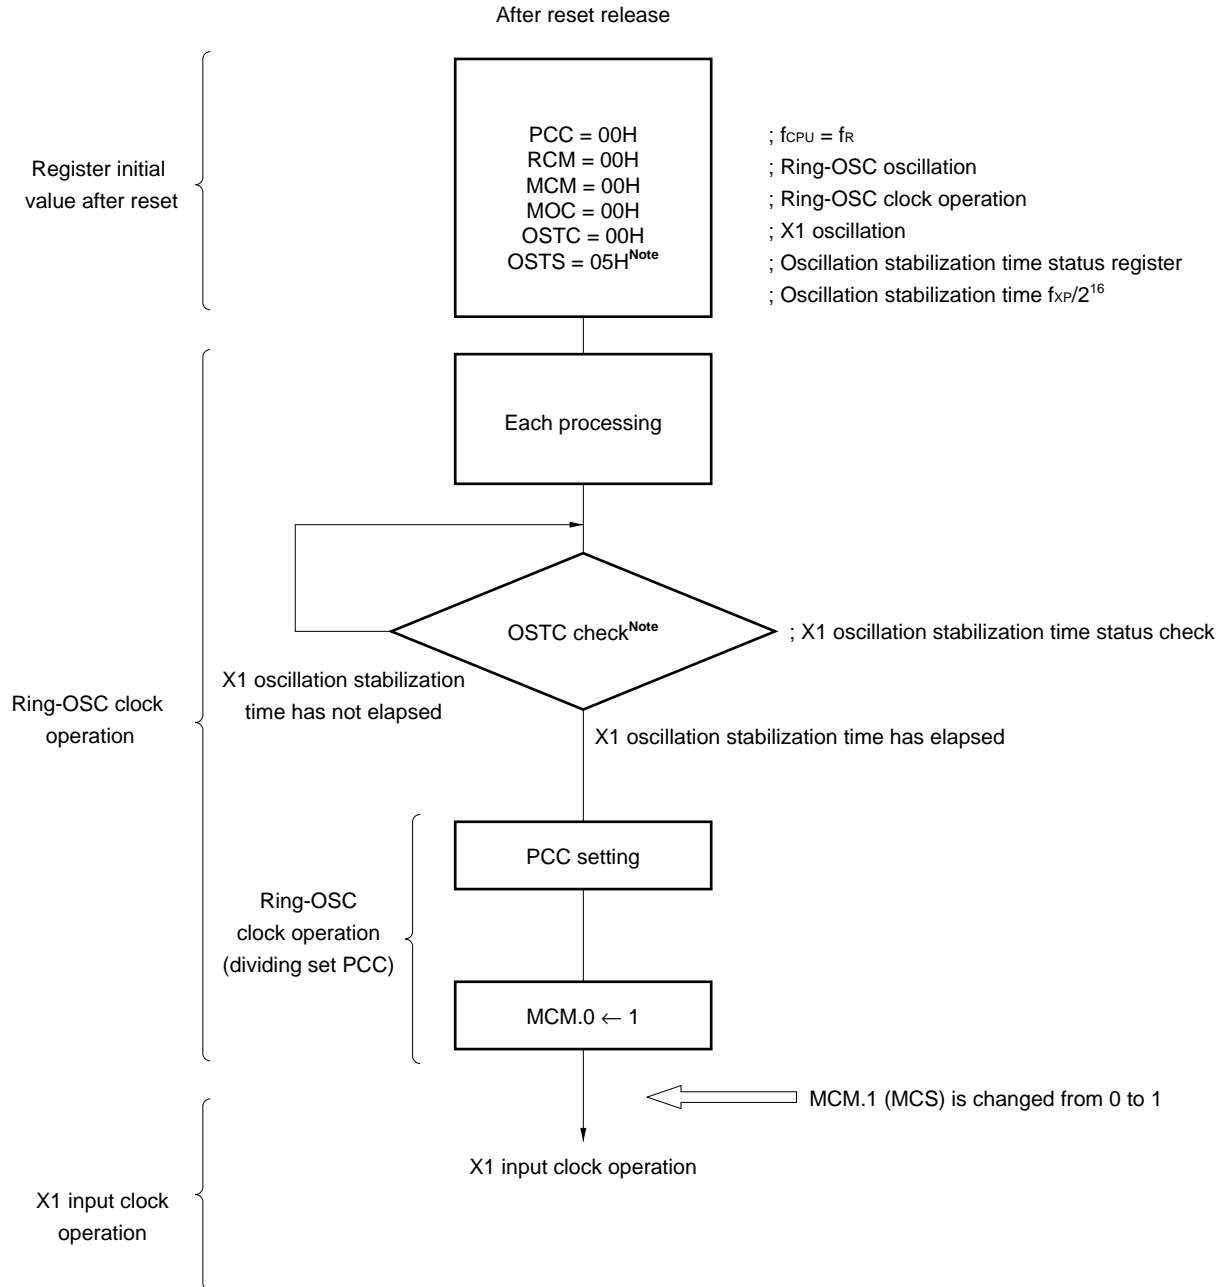 After reset release
Register initial
value after reset
PCC = 00H
RCM = 00H
MCM = 00H
MOC = 00H
OSTC = 00H
OSTS = 05HNote
; fCPU = fR
; Ring-OSC oscillation
; Ring-OSC clock operation
; X1 oscillation
; Oscillation stabilization time status register
; Oscillation stabilization time fXP/2^16
Each processing
OSTC checkNote
; X1 oscillation stabilization time status check
X1 oscillation stabilization
time has not elapsed
Ring-OSC clock
operation
X1 oscillation stabilization time has elapsed
PCC setting
Ring-OSC
clock operation
(dividing set PCC)
MCM.0 ← 1
MCM.1 (MCS) is changed from 0 to 1
X1 input clock operation
X1 input clock
operation